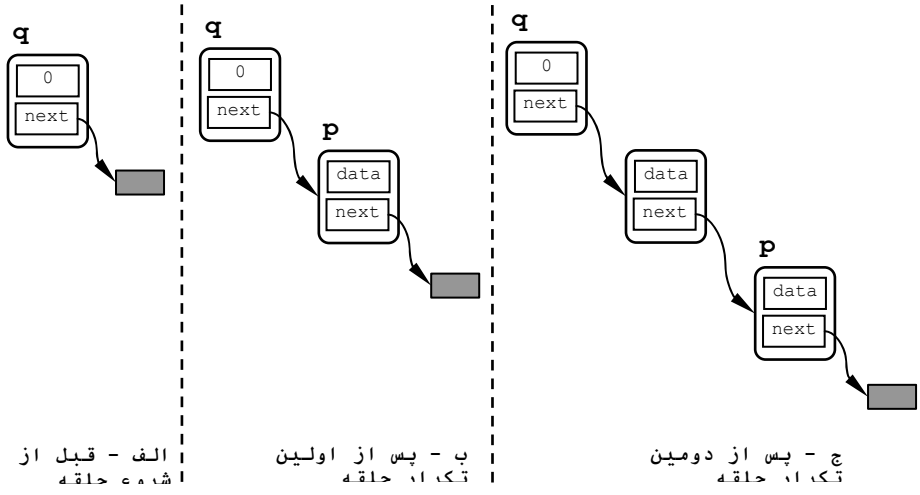 q
0
next
q
0
next
p
data
next
q
0
next
data
next
p
data
next
الف - قبل از
شروع حلقه
ب - پس از اولین
تکرار حلقه
ج - پس از دومین
تکرار حلقه